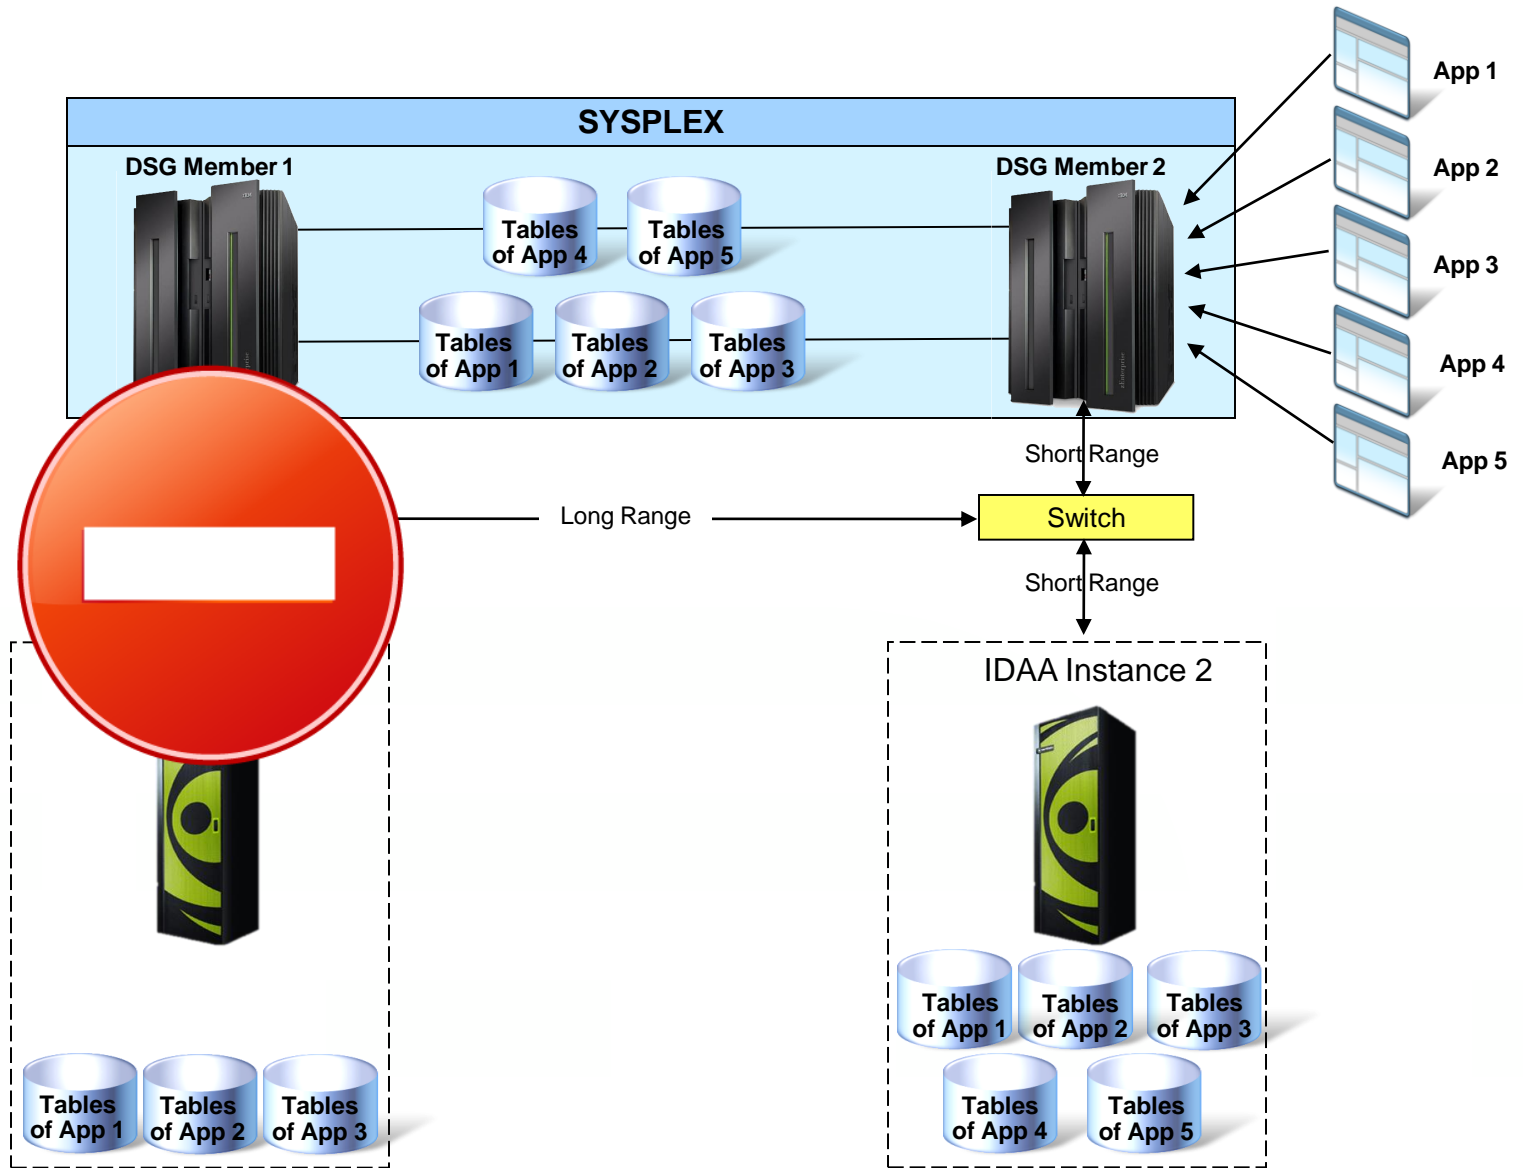 SYSPLEX
DSG Member 1
DSG Member 2
Tables
of App 4
Tables
of App 5
Tables
of App 1
Tables
of App 2
Tables
of App 3
App 1
App 2
App 3
App 4
App 5
Short Range
Long Range
Switch
Short Range
IDAA Instance 2
Tables
of App 1
Tables
of App 2
Tables
of App 3
Tables
of App 4
Tables
of App 5
Tables
of App 1
Tables
of App 2
Tables
of App 3